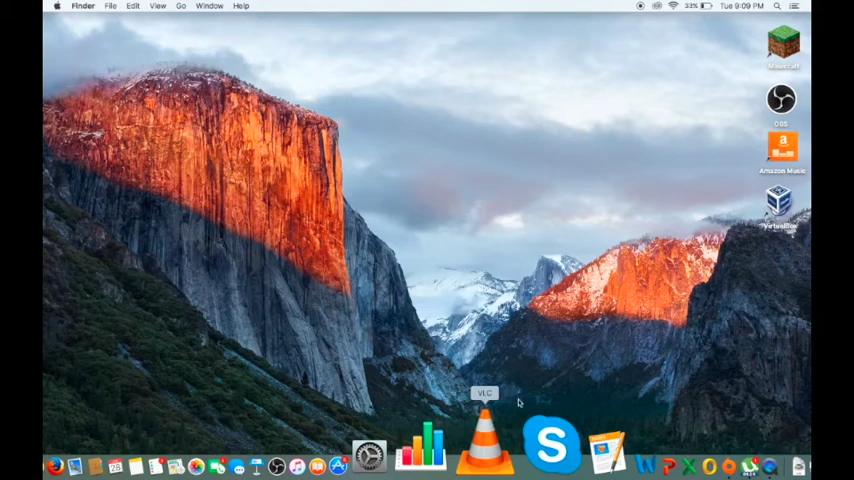 Finder File Edit View Go Window Help
33% Tue 9:09 PM
Minecraft
OBS
Amazon Music
VirtualBox
VLC